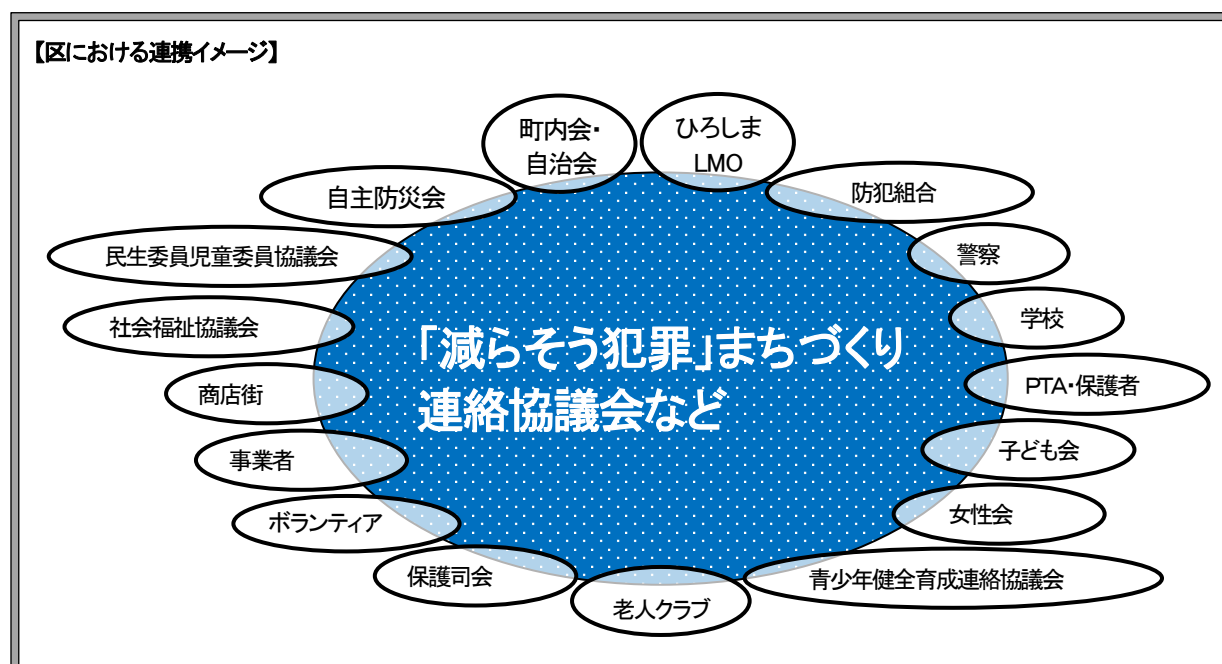 【区における連携イメージ】
町内会・
自治会
ひろしま
LMO
自主防災会
防犯組合
民生委員児童委員協議会
警察
社会福祉協議会
学校
「減らそう犯罪」まちづくり
連絡協議会など
商店街
PTA・保護者
事業者
子ども会
ボランティア
女性会
保護司会
青少年健全育成連絡協議会
老人クラブ